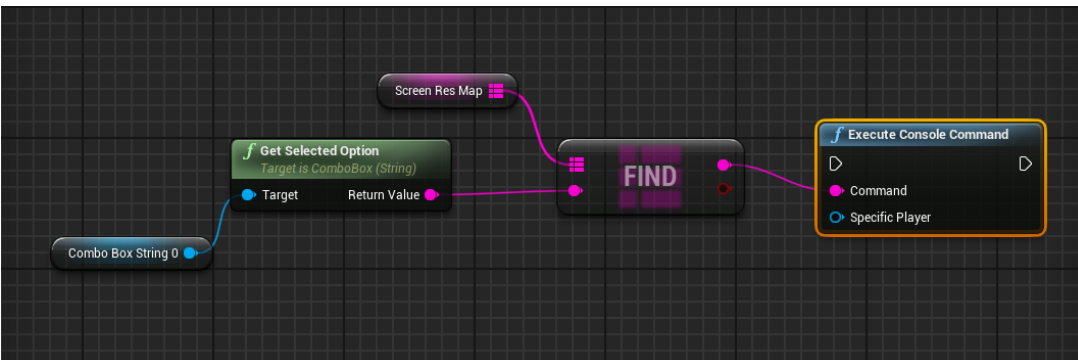 Screen Res Map
f Execute Console Command
f Get Selected Option
Target is ComboBox (String)
FIND
Target
Return Value
Command
Specific Player
Combo Box String 0